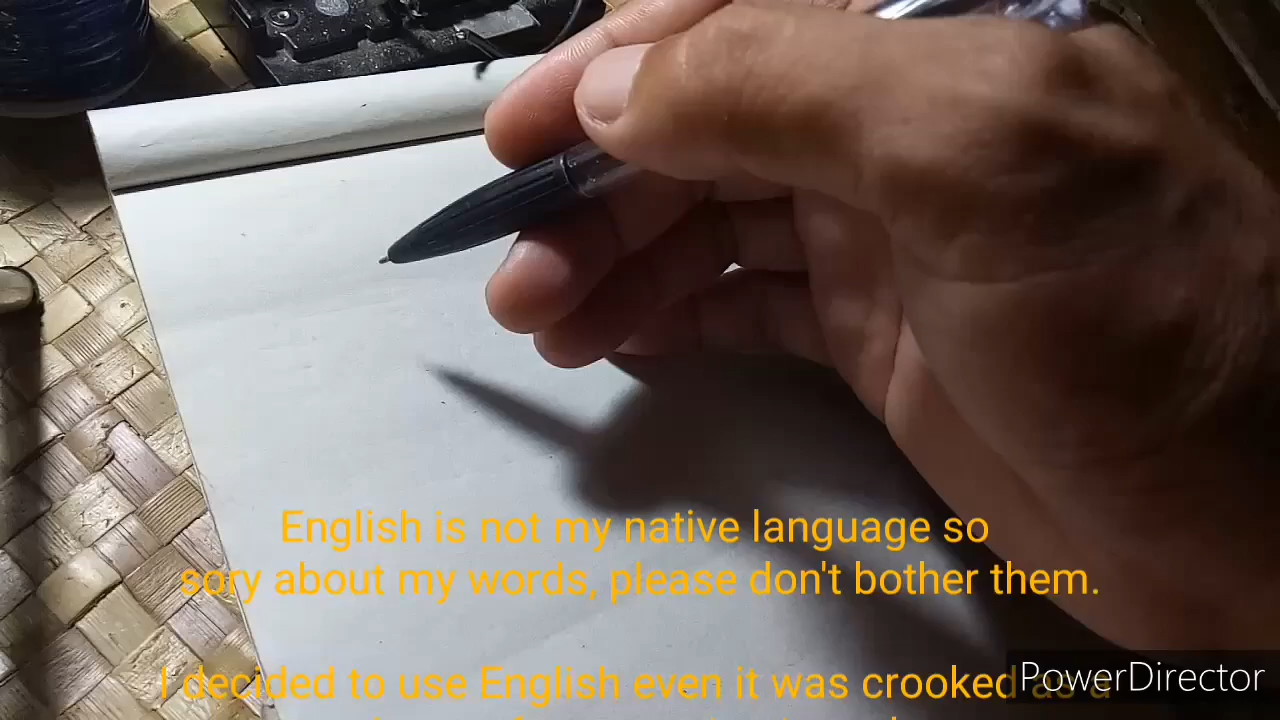 English is not my native language so
sory about my words, please don't bother them.
I decided to use English even it was crooked as a
PowerDirector